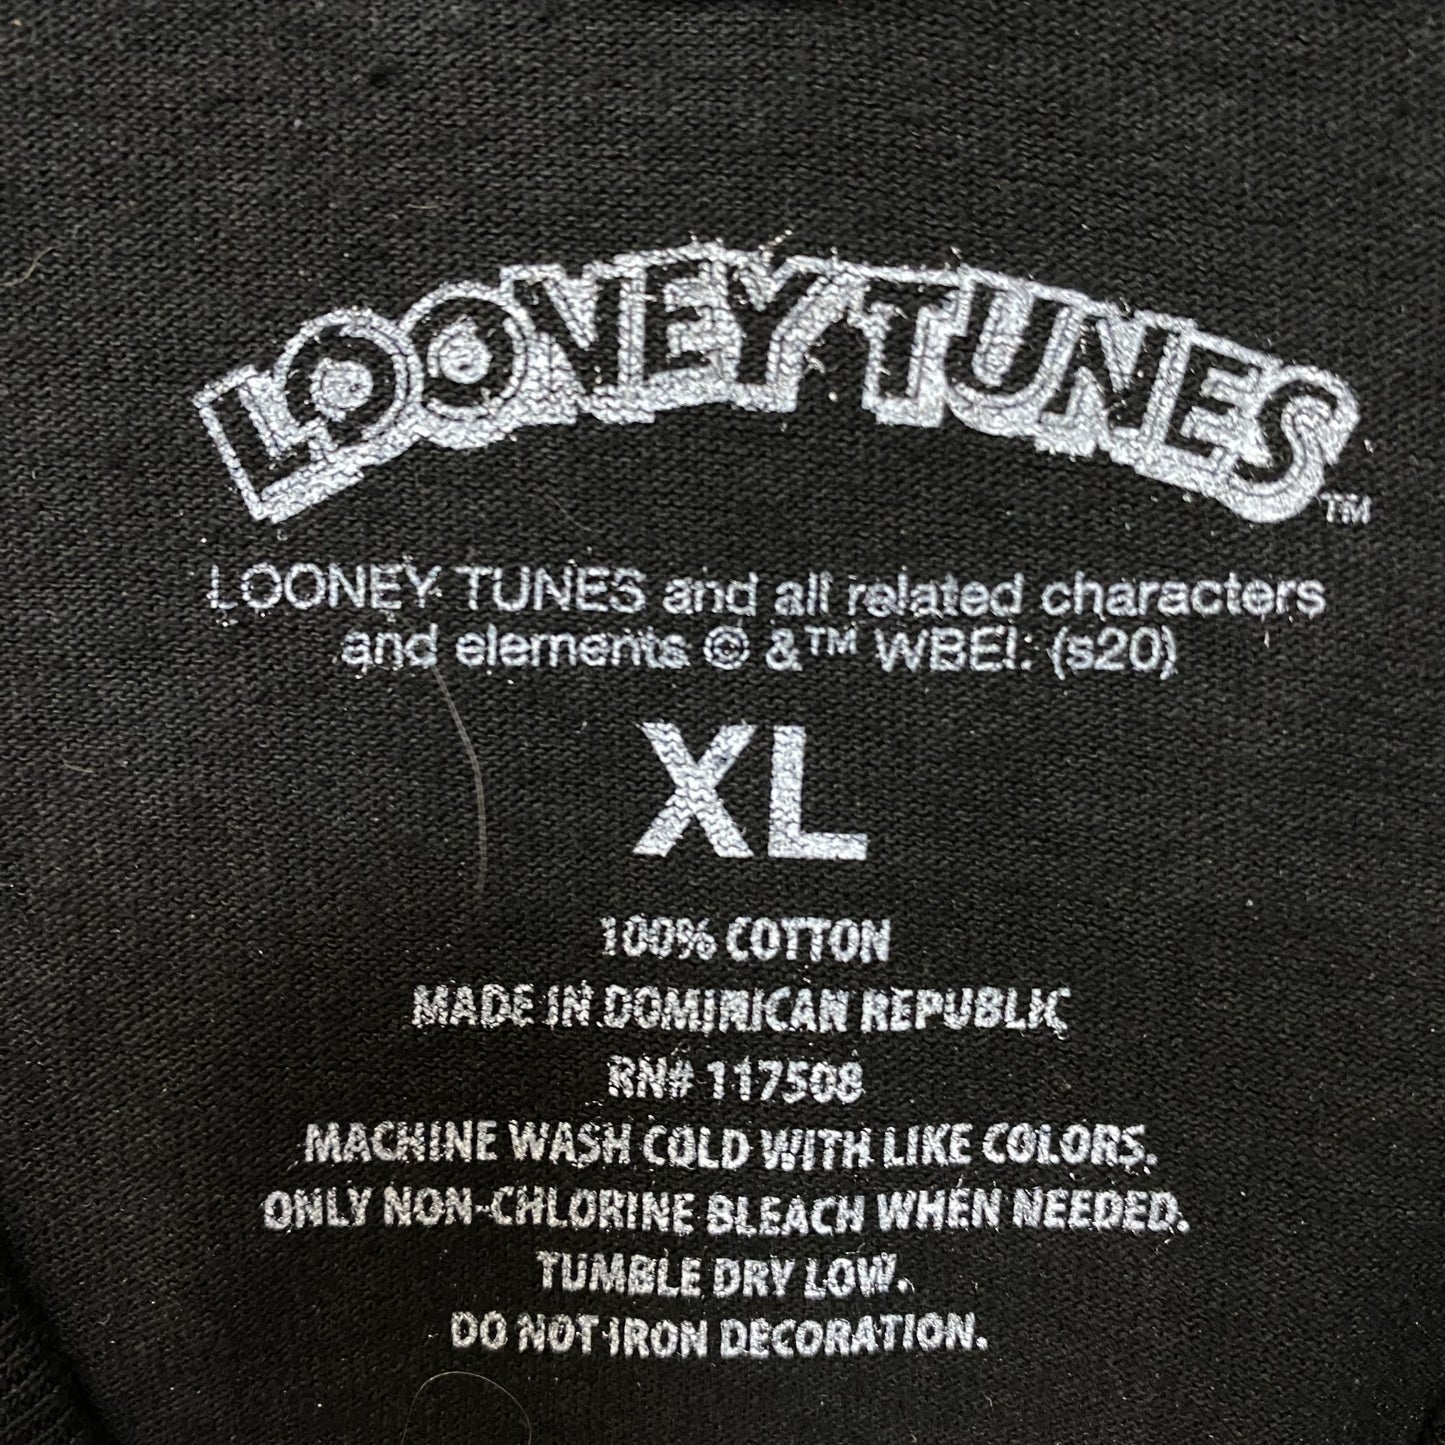 LOONEY TUNES™
LOONEY TUNES and all related characters
and elements © & ™ WBEI. (s20)
XL
100% COTTON
MADE IN DOMINICAN REPUBLIC
RN# 117508
MACHINE WASH COLD WITH LIKE COLORS.
ONLY NON-CHLORINE BLEACH WHEN NEEDED.
TUMBLE DRY LOW.
DO NOT IRON DECORATION.